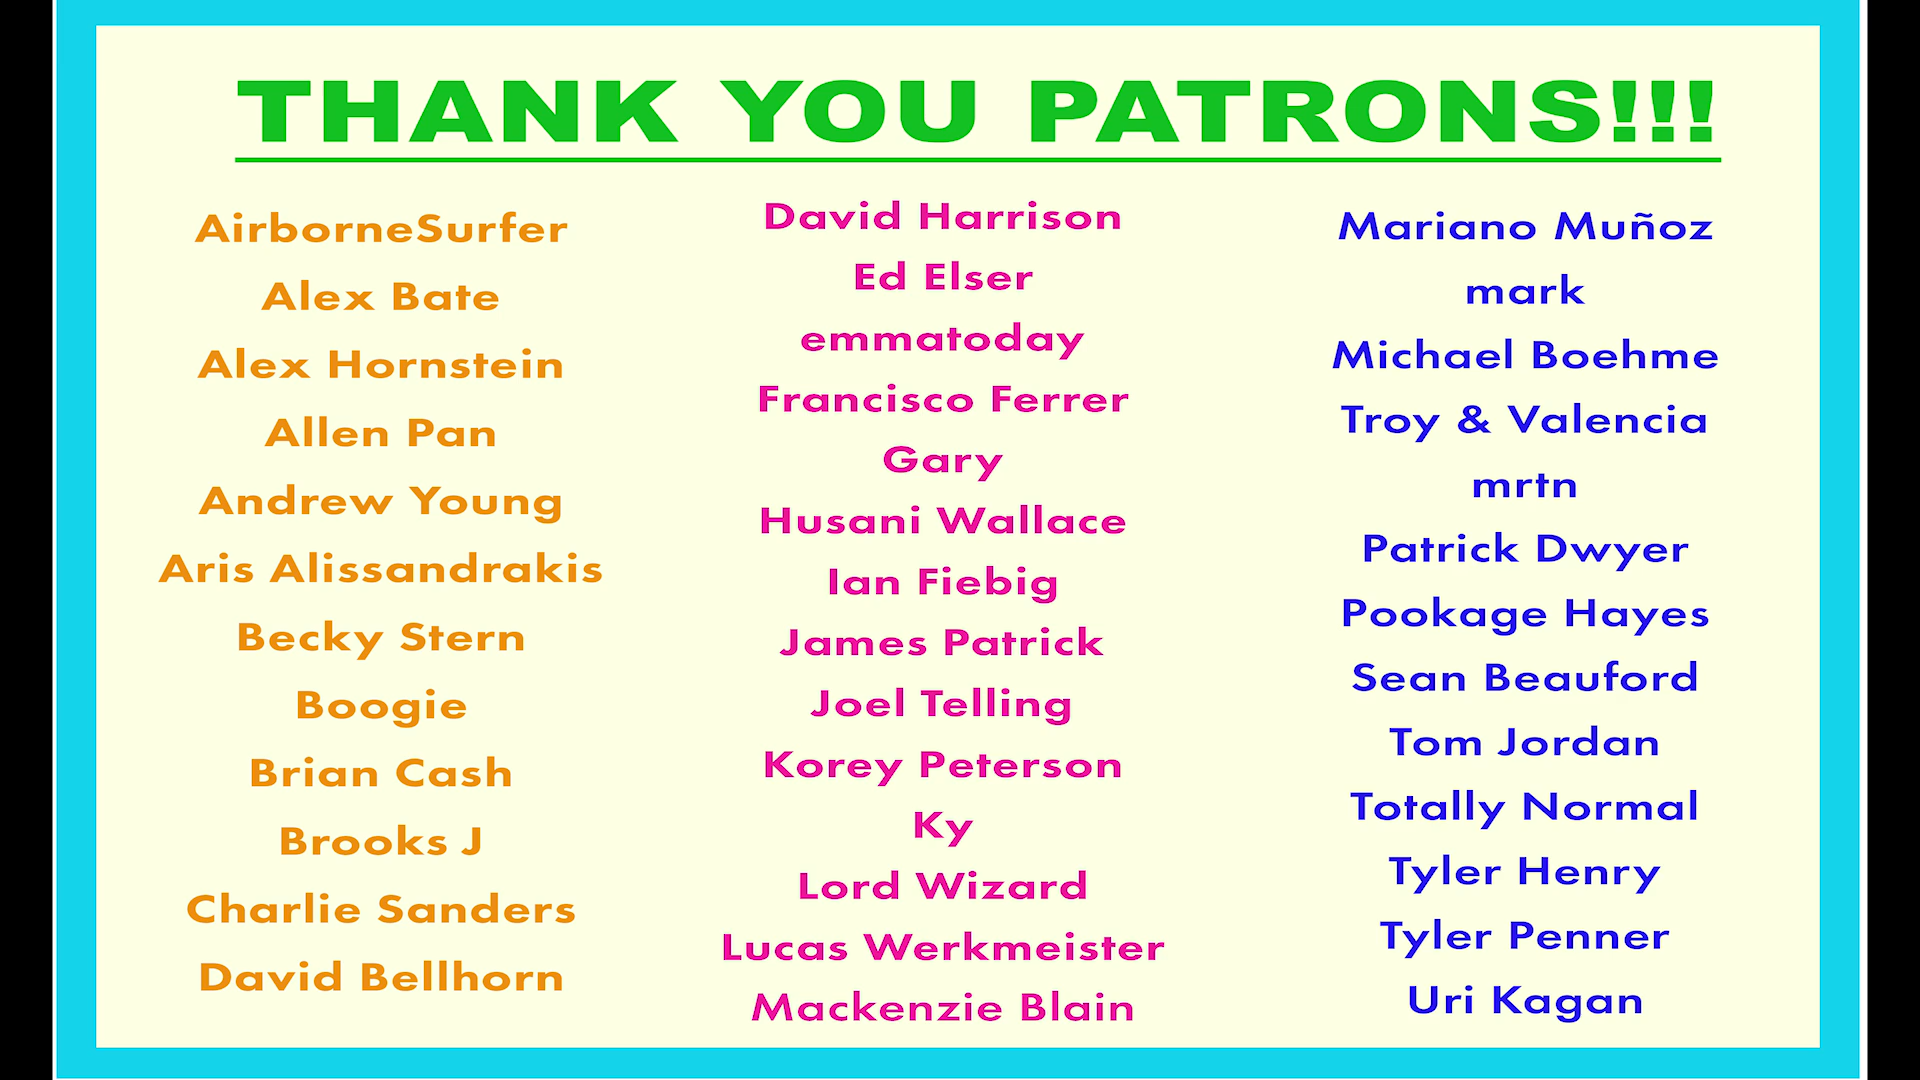 THANK YOU PATRONS!!!
AirborneSurfer
Alex Bate
Alex Hornstein
Allen Pan
Andrew Young
Aris Alissandrakis
Becky Stern
Boogie
Brian Cash
Brooks J
Charlie Sanders
David Bellhorn
David Harrison
Ed Elser
emmatoday
Francisco Ferrer
Gary
Husani Wallace
Ian Fiebig
James Patrick
Joel Telling
Korey Peterson
Ky
Lord Wizard
Lucas Werkmeister
Mackenzie Blain
Mariano Muñoz
mark
Michael Boehme
Troy & Valencia
mrtn
Patrick Dwyer
Pookage Hayes
Sean Beauford
Tom Jordan
Totally Normal
Tyler Henry
Tyler Penner
Uri Kagan